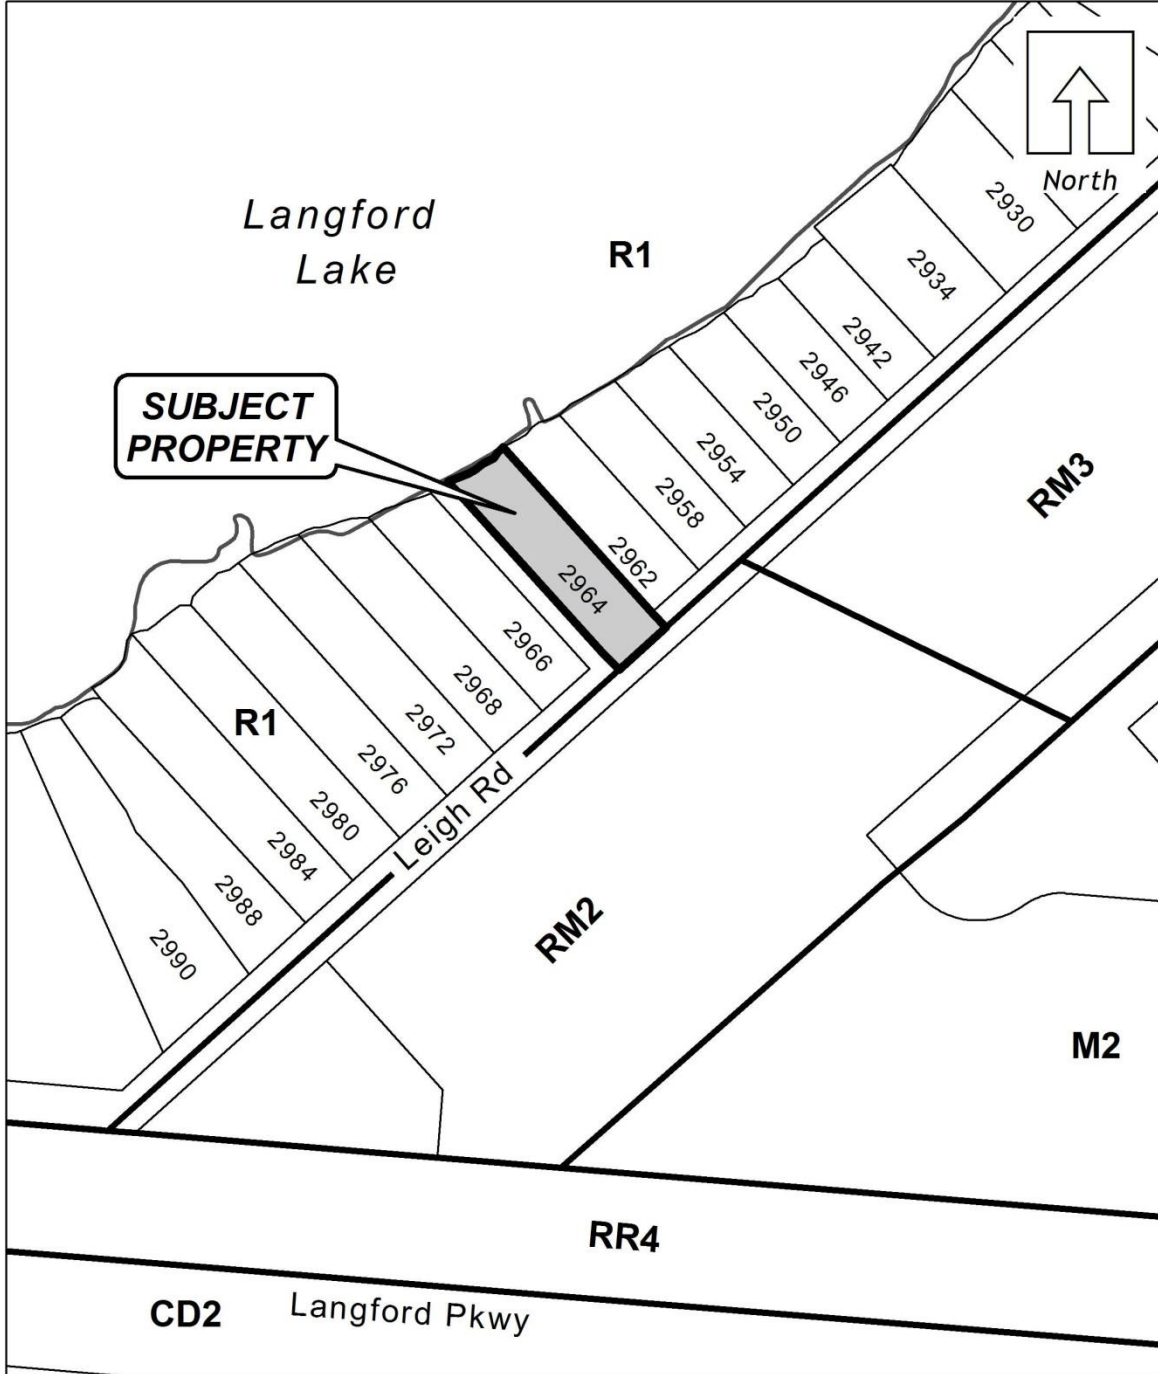 North
2930
Langford
Lake
R1
2934
2942
2946
SUBJECT
PROPERTY
2950
2954
RM3
2958
2962
2964
2966
2968
R1
2972
2976
Leigh Rd
2980
2984
2988
RM2
2990
M2
RR4
CD2
Langford Pkwy